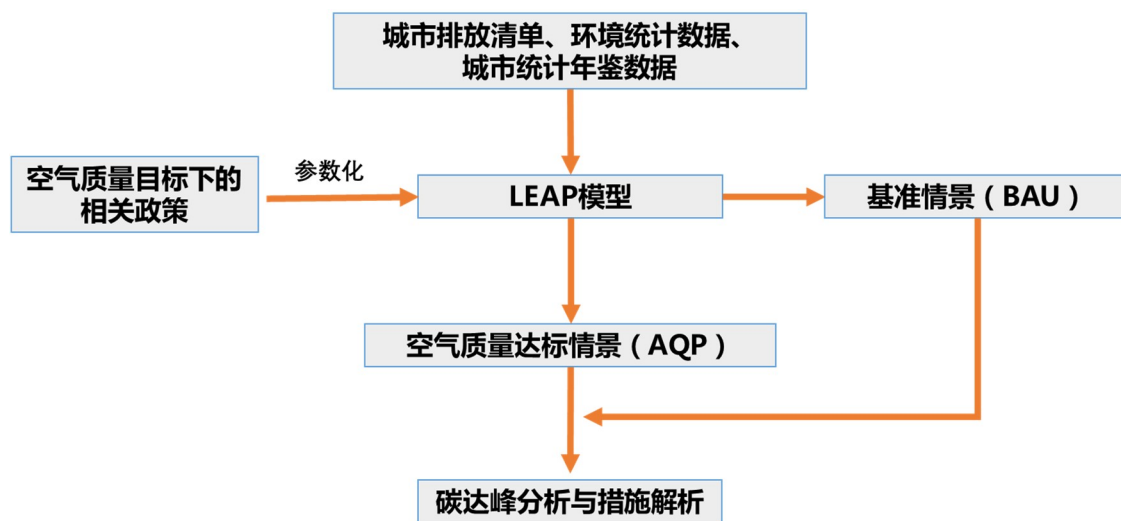 城市排放清单、环境统计数据、
城市统计年鉴数据
空气质量目标下的
相关政策
参数化
LEAP模型
基准情景（BAU）
空气质量达标情景（AQP）
碳达峰分析与措施解析